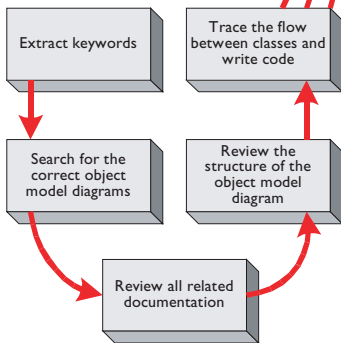 Extract keywords
Search for the
correct object
model diagrams
Review all related
documentation
Review the
structure of the
object model
diagram
Trace the flow
between classes and
write code